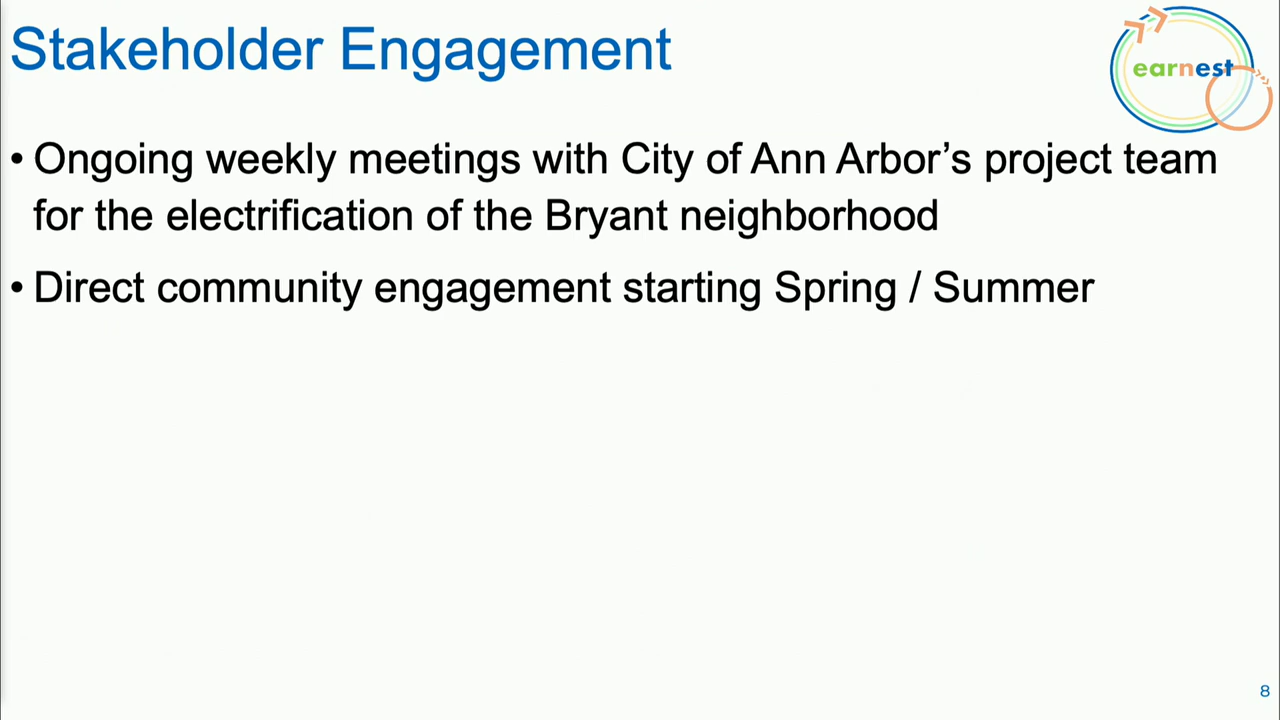 Stakeholder Engagement
earnest
• Ongoing weekly meetings with City of Ann Arbor’s project team
for the electrification of the Bryant neighborhood
• Direct community engagement starting Spring / Summer
8